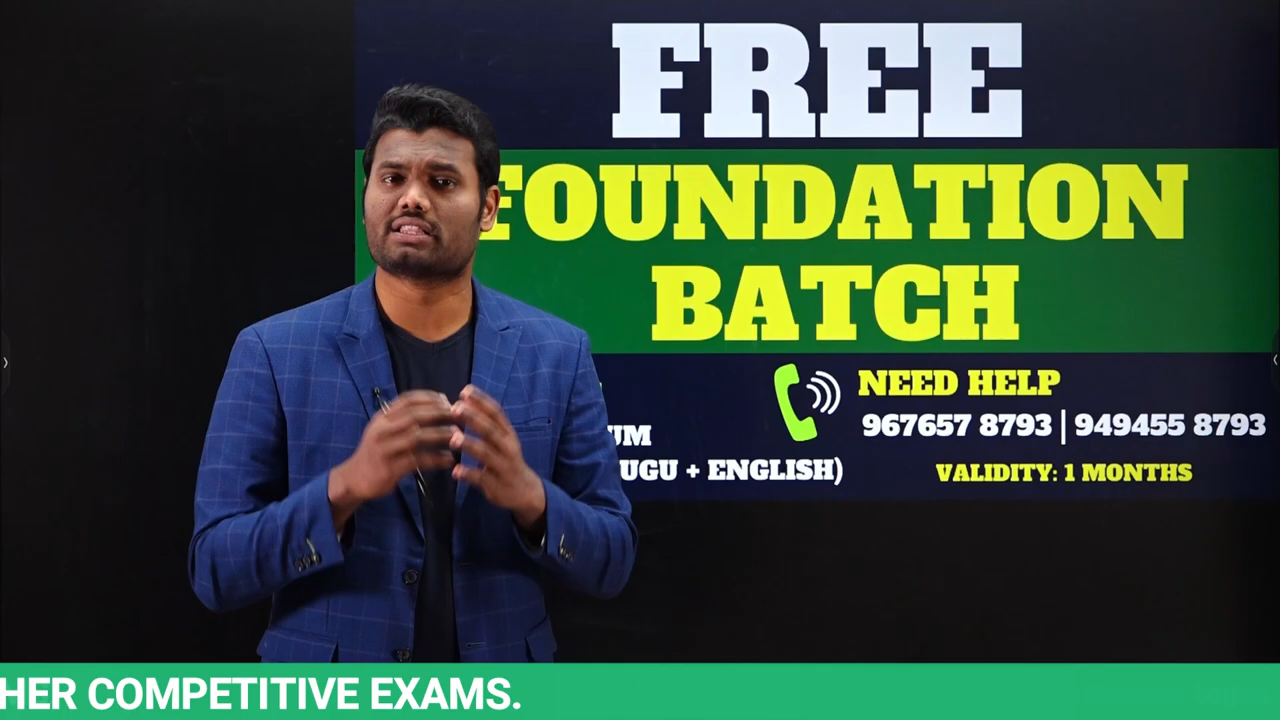 FREE
FOUNDATION
BATCH
NEED HELP
967657 8793 | 949455 8793
UM
UGU + ENGLISH)
VALIDITY: 1 MONTHS
HER COMPETITIVE EXAMS.